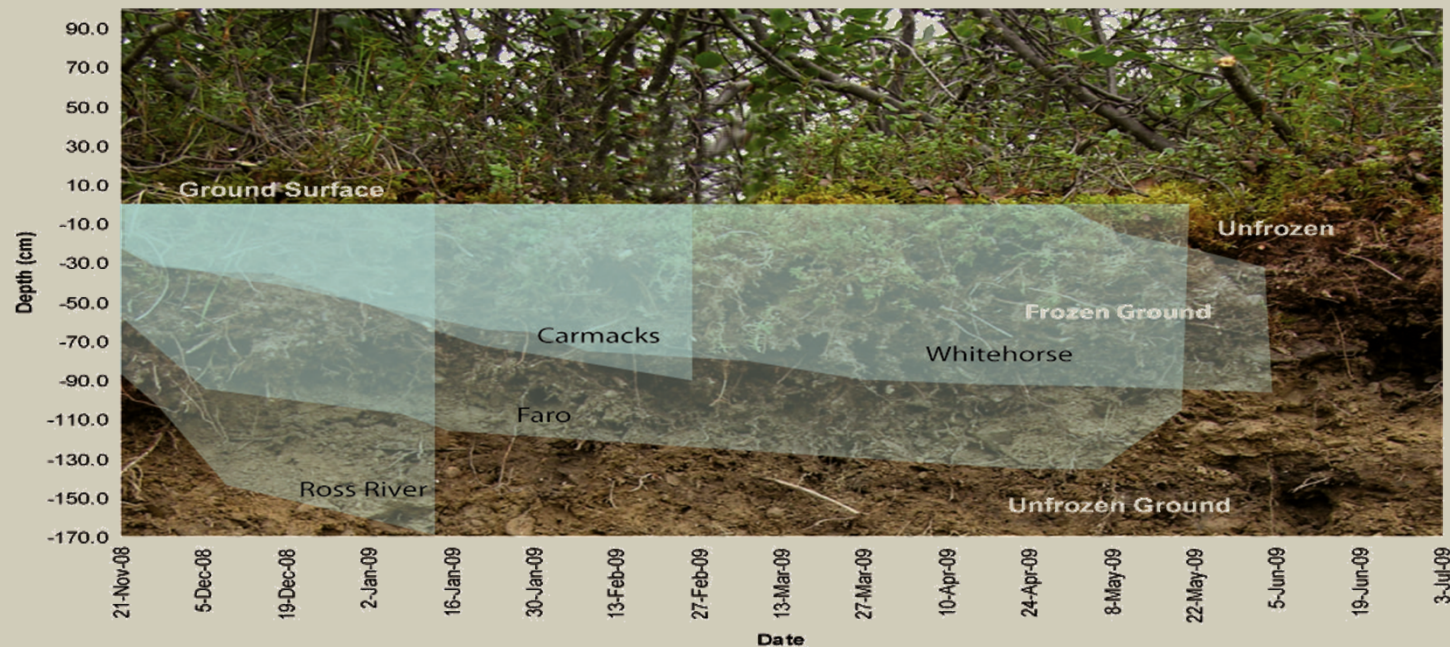 90.0
70.0
50.0
30.0
10.0
-10.0
-30.0
-50.0
-70.0
-90.0
-110.0
-130.0
-150.0
-170.0
Depth (cm)
Ground Surface
Unfrozen
Frozen Ground
Carmacks
Whitehorse
Faro
Ross River
Unfrozen Ground
21-Nov-08
5-Dec-08
19-Dec-08
2-Jan-09
16-Jan-09
30-Jan-09
13-Feb-09
27-Feb-09
13-Mar-09
27-Mar-09
10-Apr-09
24-Apr-09
8-May-09
22-May-09
5-Jun-09
19-Jun-09
3-Jul-09
Date